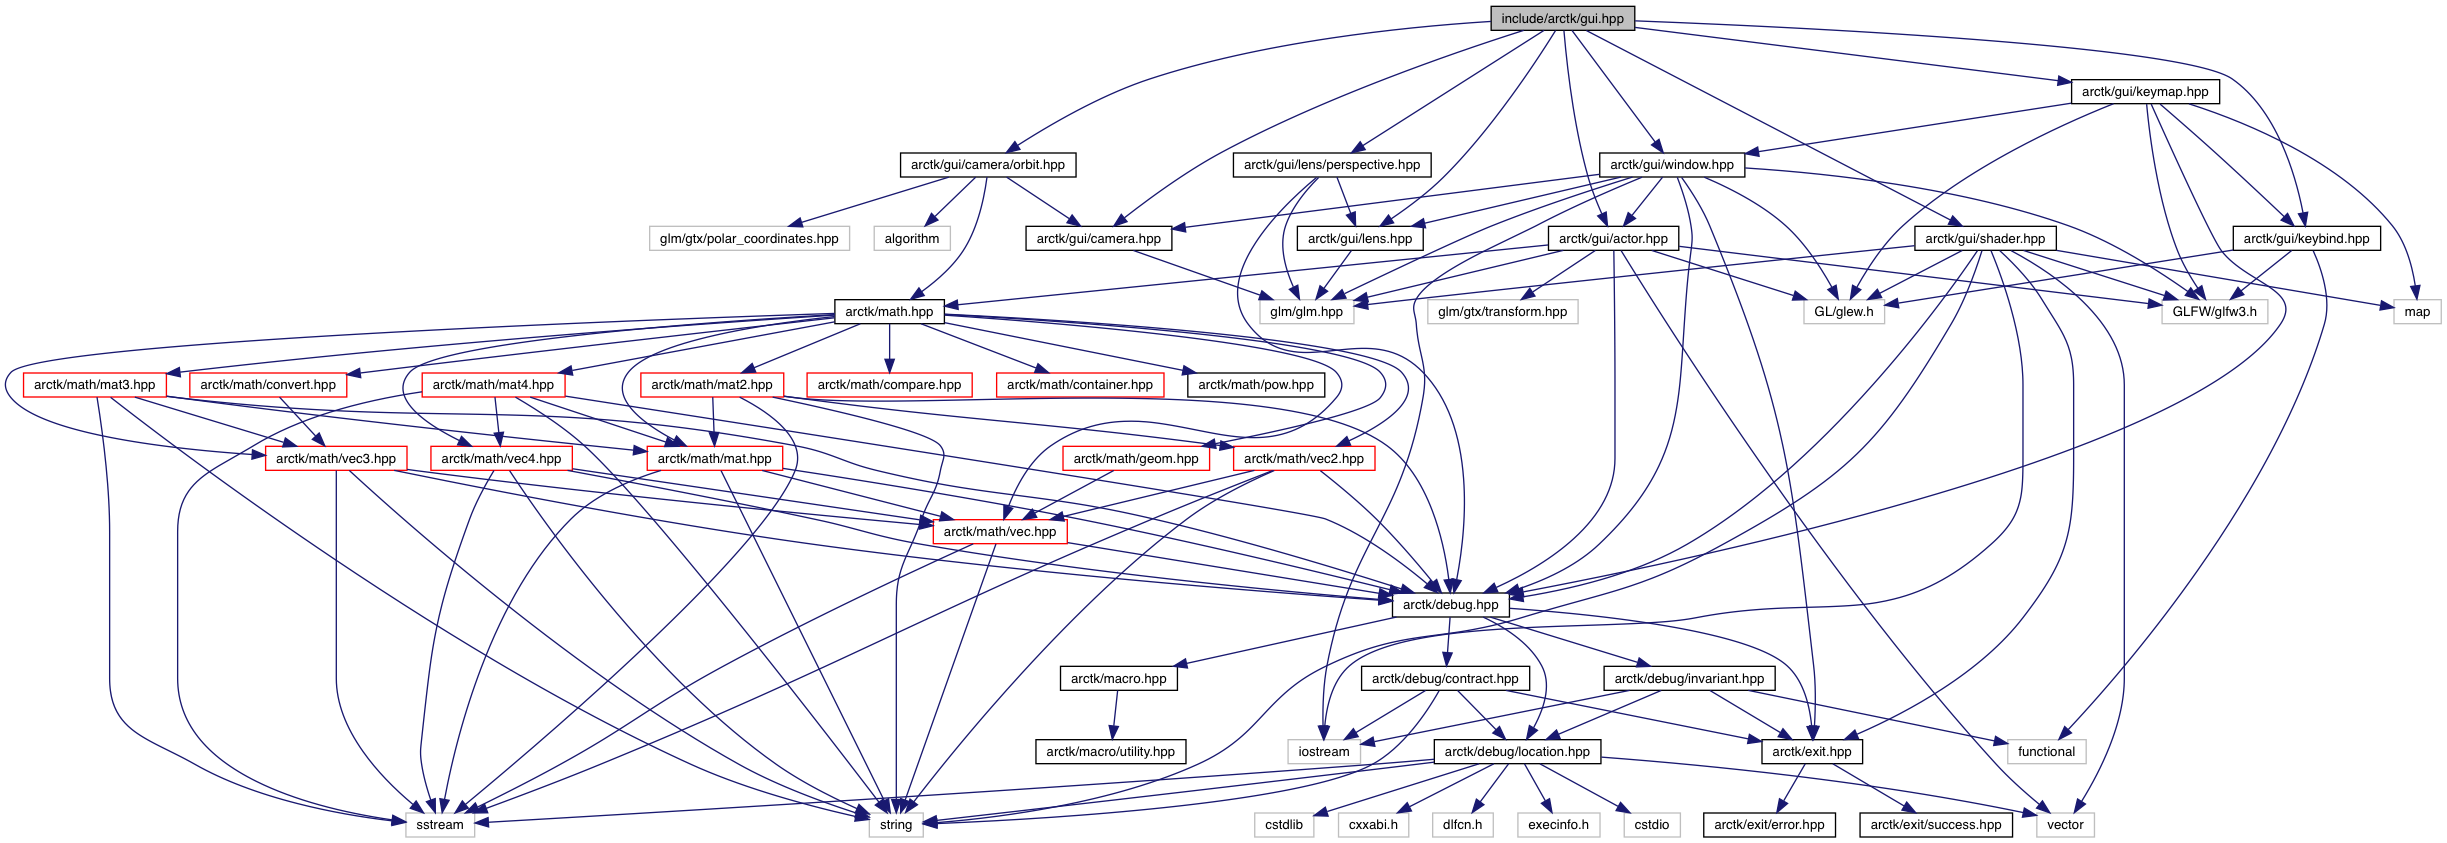 include/arctk/gui.hpp
arctk/gui/keymap.hpp
arctk/gui/camera/orbit.hpp
arctk/gui/lens/perspective.hpp
arctk/gui/window.hpp
glm/gtx/polar_coordinates.hpp
algorithm
arctk/gui/camera.hpp
arctk/gui/lens.hpp
arctk/gui/actor.hpp
arctk/gui/shader.hpp
arctk/gui/keybind.hpp
arctk/math.hpp
glm/glm.hpp
glm/gtx/transform.hpp
GL/glew.h
GLFW/glfw3.h
map
arctk/math/mat3.hpp
arctk/math/convert.hpp
arctk/math/mat4.hpp
arctk/math/mat2.hpp
arctk/math/compare.hpp
arctk/math/container.hpp
arctk/math/pow.hpp
arctk/math/vec3.hpp
arctk/math/vec4.hpp
arctk/math/mat.hpp
arctk/math/geom.hpp
arctk/math/vec2.hpp
arctk/math/vec.hpp
arctk/debug.hpp
arctk/macro.hpp
arctk/debug/contract.hpp
arctk/debug/invariant.hpp
arctk/macro/utility.hpp
iostream
arctk/debug/location.hpp
arctk/exit.hpp
functional
sstream
string
cstdlib
cxxabi.h
dlfcn.h
execinfo.h
cstdio
arctk/exit/error.hpp
arctk/exit/success.hpp
vector